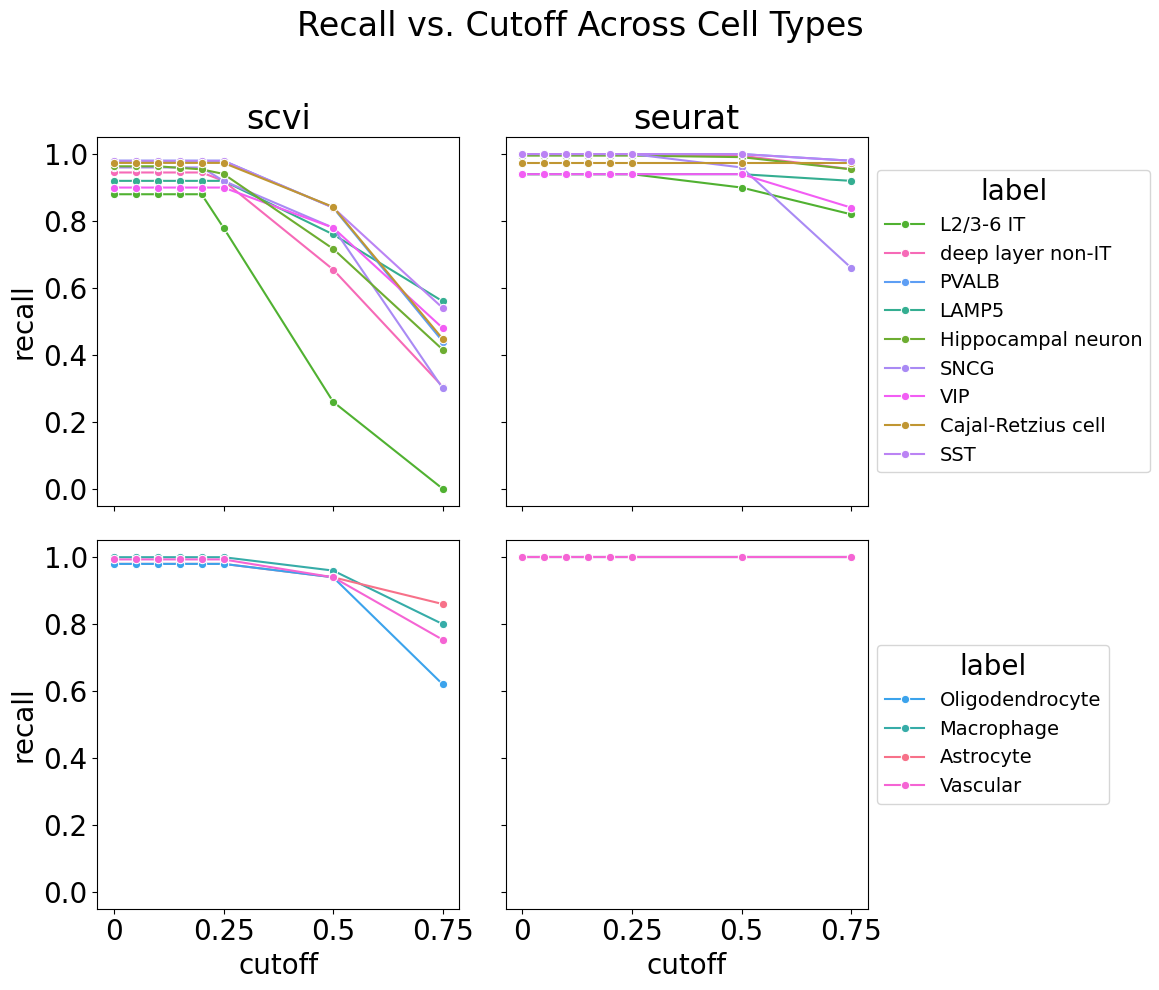 Recall vs. Cutoff Across Cell Types
scvi
seurat
recall
1.0
0.8
0.6
0.4
0.2
0.0
label
L2/3-6 IT
deep layer non-IT
PVALB
LAMP5
Hippocampal neuron
SNCG
VIP
Cajal-Retzius cell
SST
recall
1.0
0.8
0.6
0.4
0.2
0.0
label
Oligodendrocyte
Macrophage
Astrocyte
Vascular
0 0.25 0.5 0.75
0 0.25 0.5 0.75
cutoff
cutoff